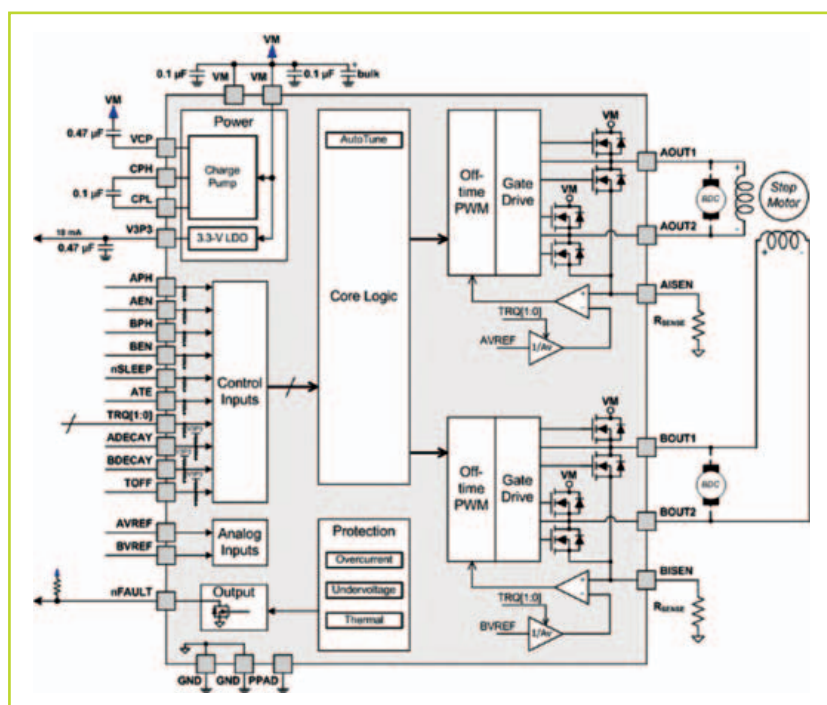 VM
0.1 µF
VM
VM
0.1 µF
+
bulk
VM
0.47 µF
VCP
CPH
0.1 µF
CPL
10 mA
V3P3
0.47 µF
Power
Charge
Pump
3.3-V LDO
APH
AEN
BPH
BEN
nSLEEP
ATE
TRQ[1:0]
ADECAY
BDECAY
TOFF
Control
Inputs
AVREF
BVREF
Analog
Inputs
nFAULT
Output
GND
GND
PPAD
AutoTune
Core Logic
Protection
Overcurrent
Undervoltage
Thermal
Off-
time
PWM
Gate
Drive
VM
VM
AOUT1
AOUT2
AISEN
RSENSE
BDC
+
-
Step
Motor
+
-
+
-
TRQ[1:0]
AVREF
1/Av
Off-
time
PWM
Gate
Drive
VM
VM
BOUT1
BOUT2
BISEN
RSENSE
BDC
+
-
TRQ[1:0]
BVREF
1/Av